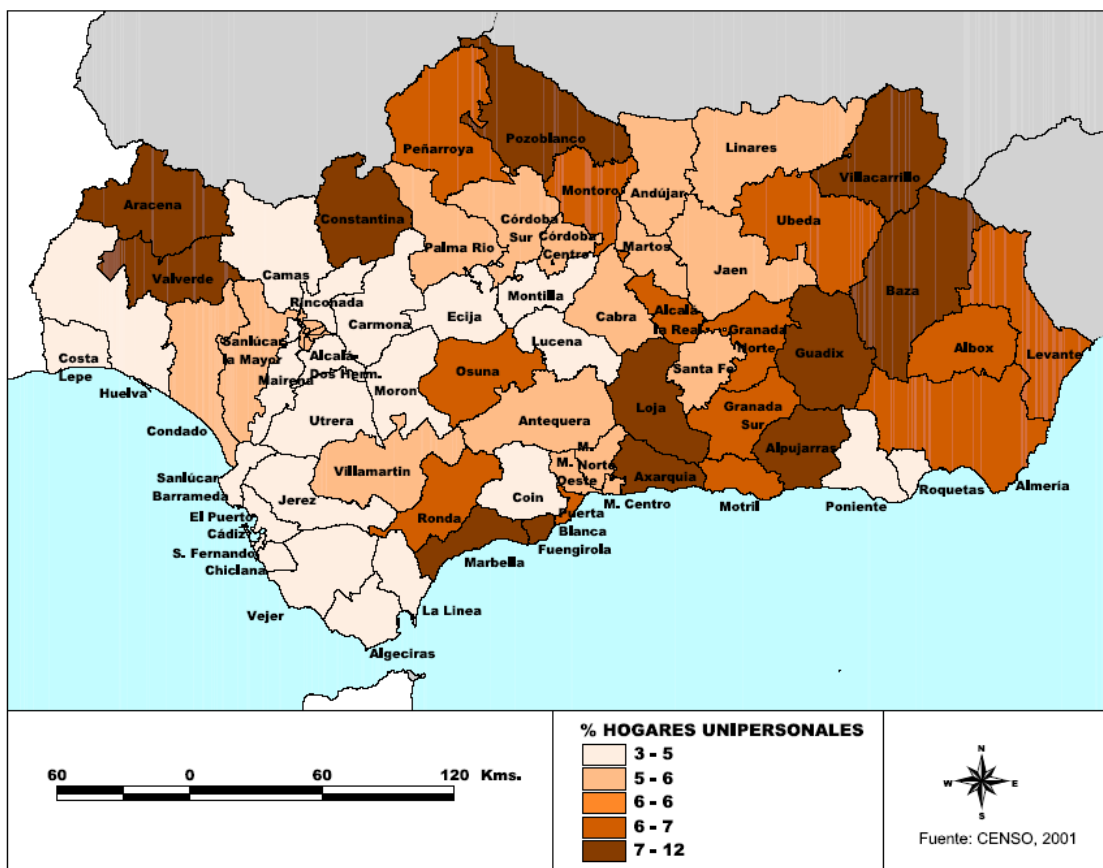 Pozoblanco
Peñarroya
Linares
Villacarrillo
Montoro
Andújar
Aracena
Constantina
Córdoba
Sur
Ubeda
Córdoba
Centro
Martos
Palma Rio
Jaen
Valverde
Camas
Baza
Rinconada
Montilla
Carmona
Ecija
Cabra
Alcalá
la Real
Granada
Norte
Sanlúcar
la Mayor
Lucena
Guadix
Albox
Levante
Alcalá-
Dos Herm.
Costa
Lepe
Mairena
Osuna
Santa Fe
Moron
Huelva
Loja
Granada
Sur
Utrera
Antequera
Condado
Alpujarras
M.
Norte
M.
Oeste
Villamartin
Axarquia
Sanlúcar
Barrameda
Jerez
Coin
M. Centro
Motril
Poniente
Roquetas
Almería
El Puerto
Ronda
Puerta
Blanca
Cádiz
Fuengirola
S. Fernando
Marbella
Chiclana
Vejer
La Linea
Algeciras
% HOGARES UNIPERSONALES
3 - 5
5 - 6
6 - 6
6 - 7
7 - 12
60 0 60 120 Kms.
N
W E
S
Fuente: CENSO, 2001